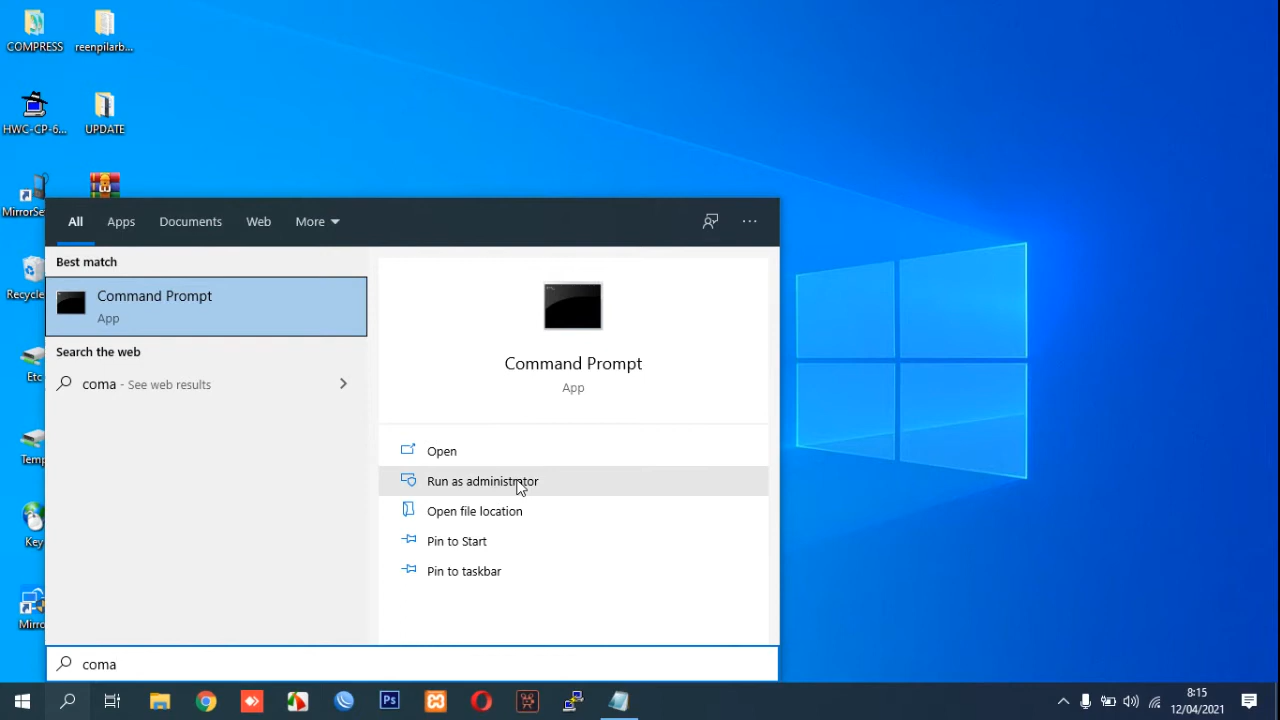 COMPRESS
reenpilarb...
HWC-CP-6...
UPDATE
MirrorSe
Recycle
Etc
Temp
Key
Mirro
All
Apps
Documents
Web
More
Best match
Command Prompt
App
Search the web
coma - See web results
Command Prompt
App
Open
Run as administrator
Open file location
Pin to Start
Pin to taskbar
coma
Ps
8:15
12/04/2021